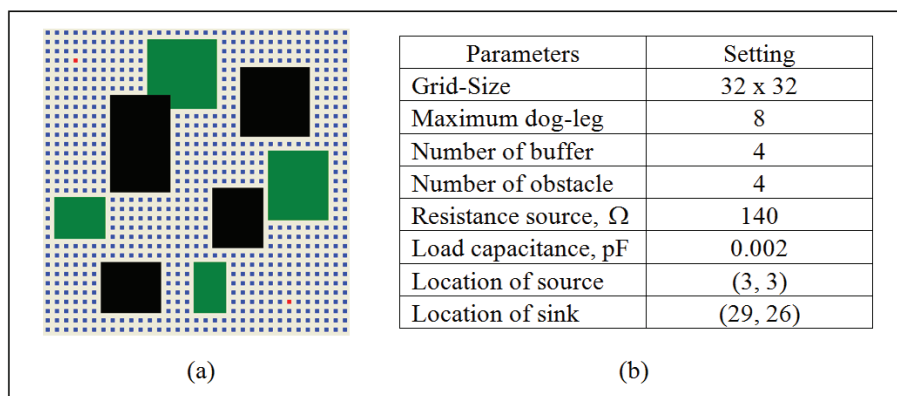 Parameters Setting
Grid-Size 32 x 32
Maximum dog-leg 8
Number of buffer 4
Number of obstacle 4
Resistance source, Ω 140
Load capacitance, pF 0.002
Location of source (3, 3)
Location of sink (29, 26)
(a) (b)